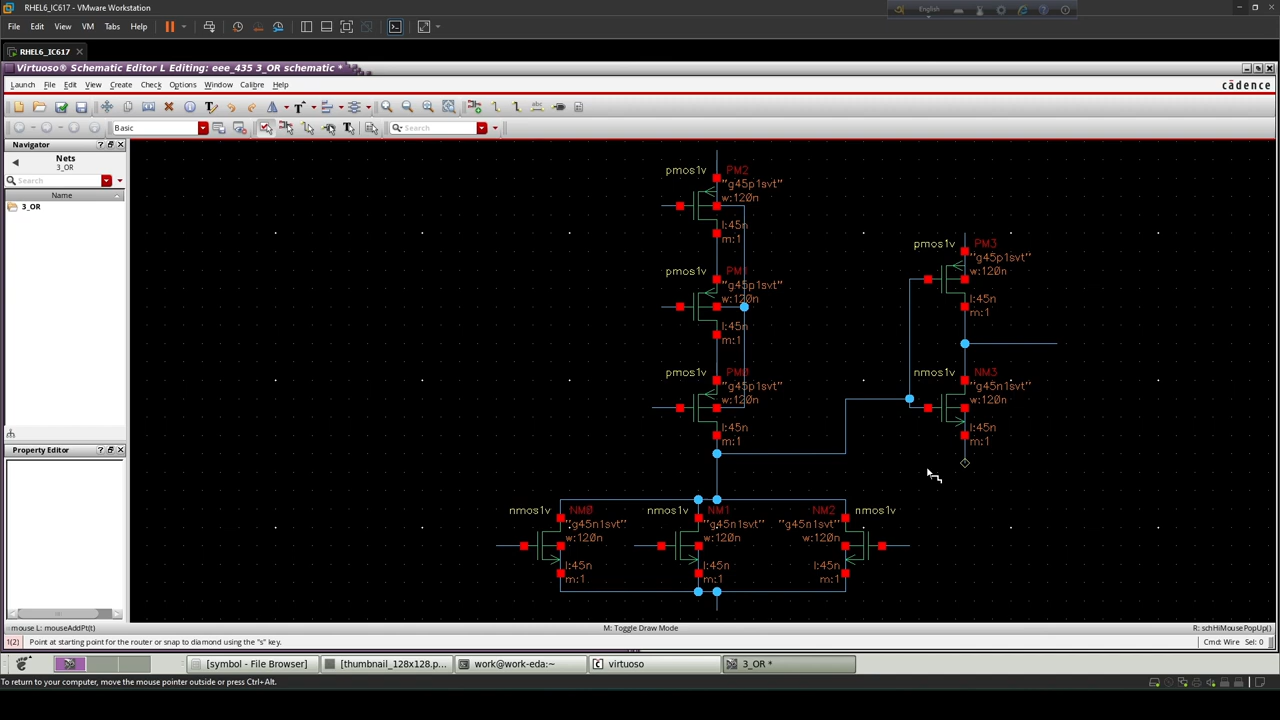 RHEL6_IC617 - VMware Workstation
English
File Edit View VM Tabs Help
RHEL6_IC617
Virtuoso® Schematic Editor L Editing: eee_435 3_OR schematic *
Launch File Edit View Create Check Options Window Calibre Help
cādence
Basic
Search
Navigator
Nets
3_OR
Search
Name
3_OR
Property Editor
pmos1v PM2
"g45p1svt"
w:120n
l:45n
m:1
pmos1v
"g45p1svt"
w:120n
l:45n
m:1
pmos1v PM0
"g45p1svt"
w:120n
l:45n
m:1
pmos1v PM3
"g45p1svt"
w:120n
l:45n
m:1
nmos1v NM3
"g45n1svt"
w:120n
l:45n
m:1
nmos1v NM0
"g45n1svt"
w:120n
l:45n
m:1
nmos1v NM1
"g45n1svt"
w:120n
l:45n
m:1
NM2 nmos1v
"g45n1svt"
w:120n
l:45n
m:1
mouse L: mouseAddPt(t) M: Toggle Draw Mode R: schHiMousePopUp()
1(2) Point at starting point for the router or snap to diamond using the "s" key. Cmd: Wire Sel: 0
[symbol - File Browser] [thumbnail_128x128.p... work@work-eda:~ virtuoso 3_OR *
To return to your computer, move the mouse pointer outside or press Ctrl+Alt.